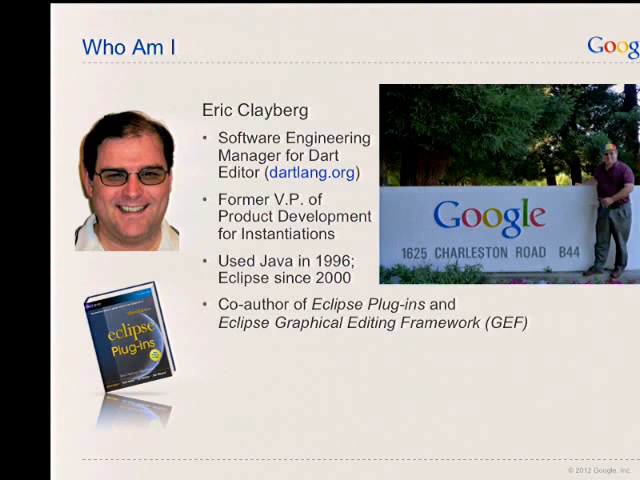 Who Am I
Google
Eric Clayberg
• Software Engineering
Manager for Dart
Editor (dartlang.org)
• Former V.P. of
Product Development
for Instantiations
• Used Java in 1996;
Eclipse since 2000
• Co-author of Eclipse Plug-ins and
Eclipse Graphical Editing Framework (GEF)
Google
1625 CHARLESTON ROAD B44
eclipse
Plug-ins
© 2012 Google, Inc.